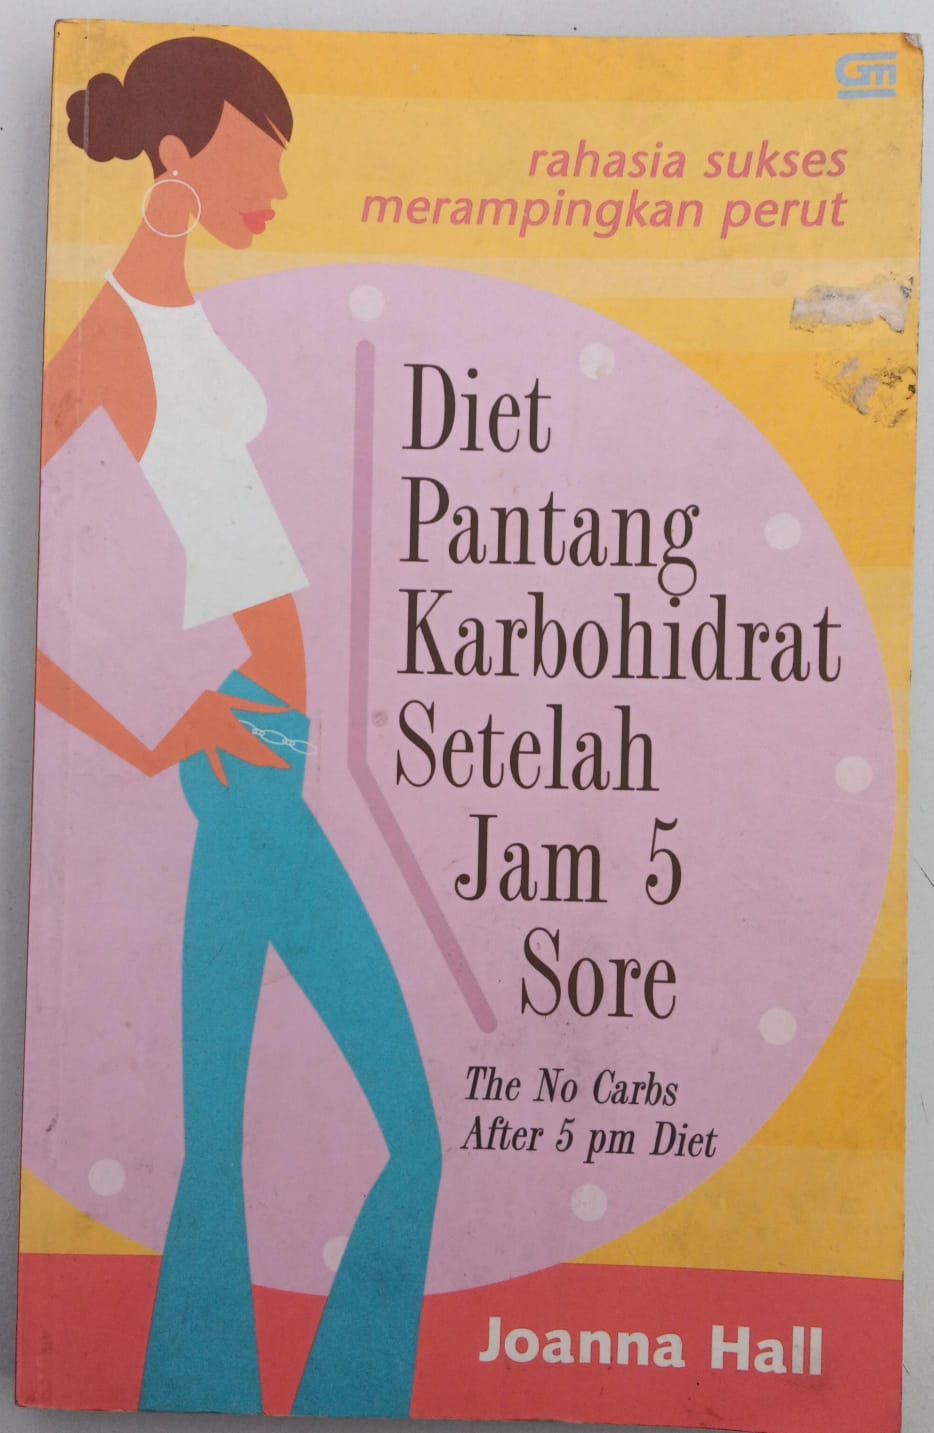 GM
rahasia sukses
merampingkan perut
Diet
Pantang
Karbohidrat
Setelah
Jam 5
Sore
The No Carbs
After 5 pm Diet
Joanna Hall